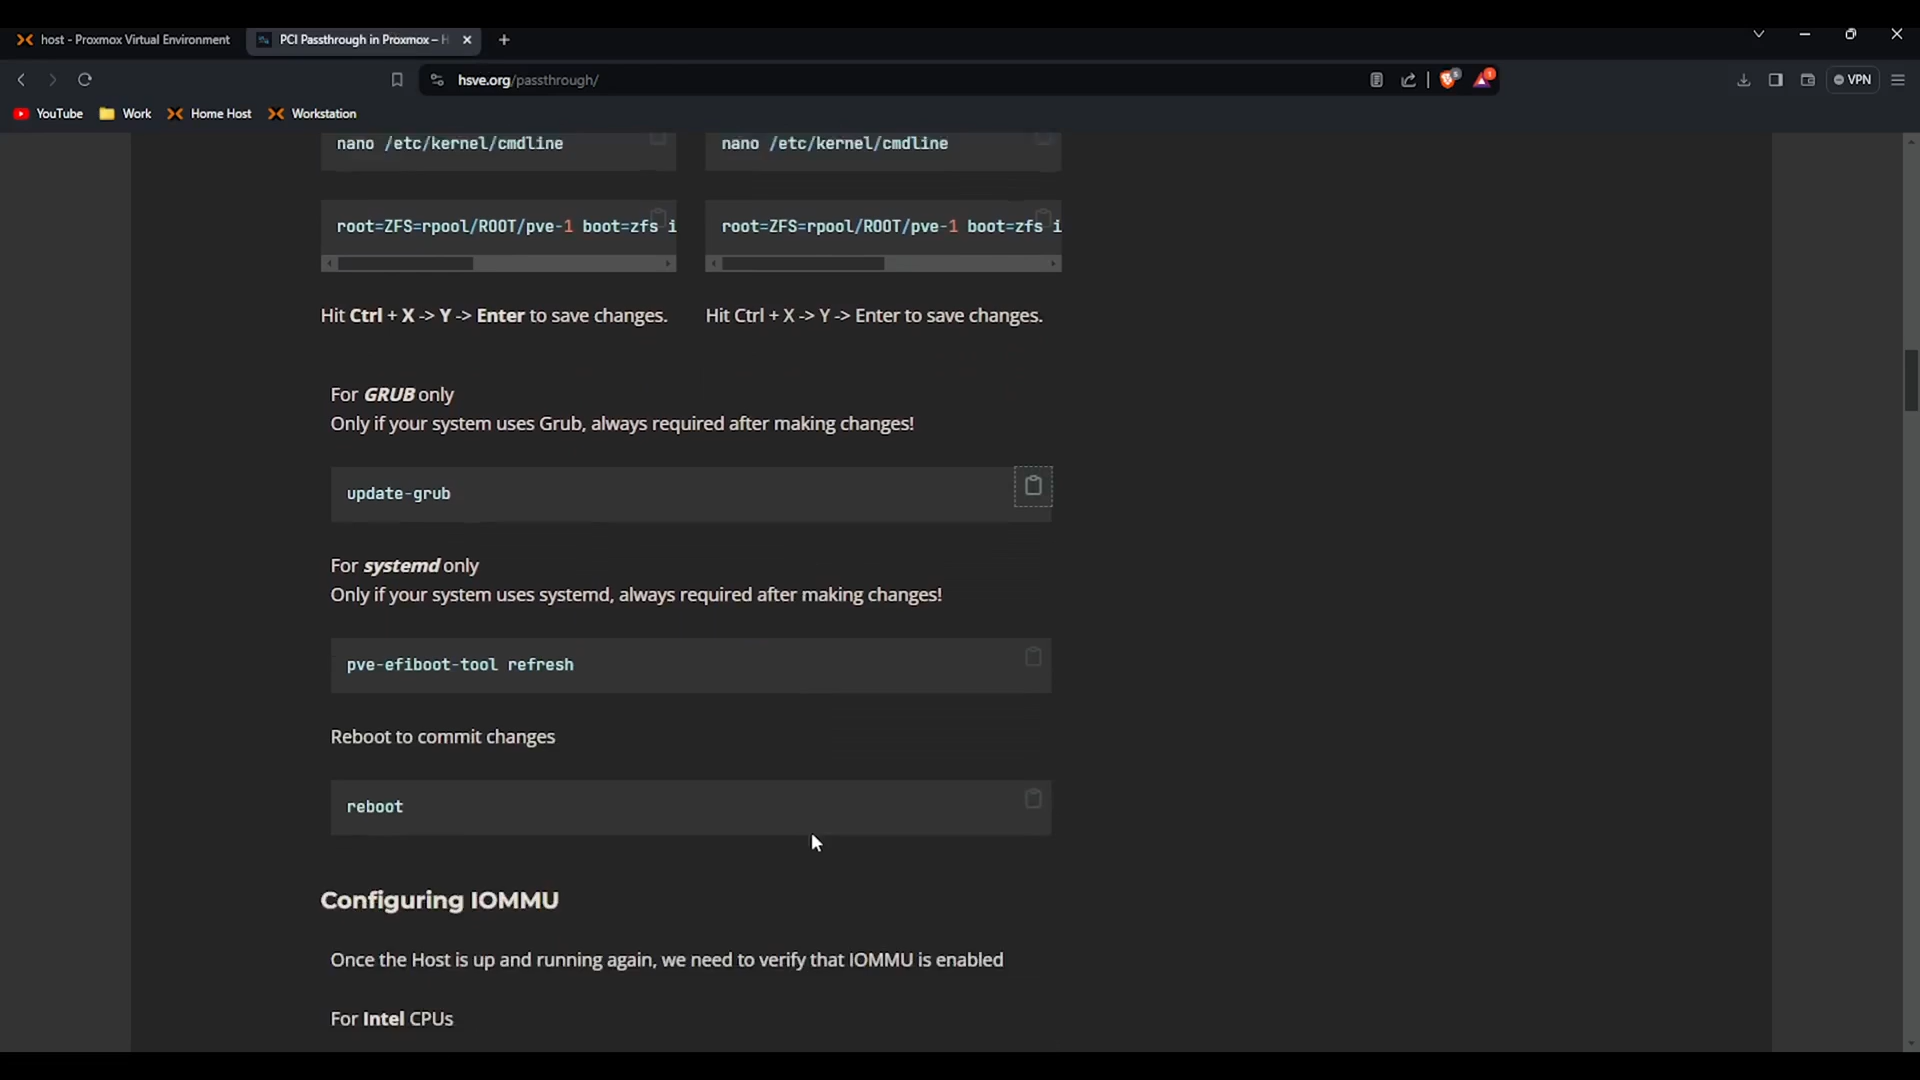 host - Proxmox Virtual Environment
PCI Passthrough in Proxmox – H
hsve.org/passthrough/
5
1
VPN
YouTube
Work
Home Host
Workstation
nano /etc/kernel/cmdline
nano /etc/kernel/cmdline
root=ZFS=rpool/ROOT/pve-1 boot=zfs i
root=ZFS=rpool/ROOT/pve-1 boot=zfs i
Hit Ctrl + X -> Y -> Enter to save changes.
Hit Ctrl + X -> Y -> Enter to save changes.
For GRUB only
Only if your system uses Grub, always required after making changes!
update-grub
For systemd only
Only if your system uses systemd, always required after making changes!
pve-efiboot-tool refresh
Reboot to commit changes
reboot
Configuring IOMMU
Once the Host is up and running again, we need to verify that IOMMU is enabled
For Intel CPUs